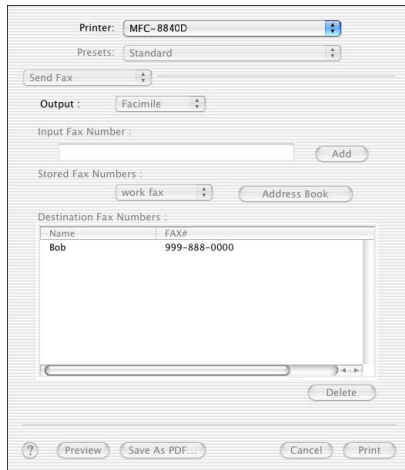 Printer: MFC-8840D
Presets: Standard
Send Fax
Output : Facimile
Input Fax Number :
Add
Stored Fax Numbers :
work fax Address Book
Destination Fax Numbers :
Name FAX#
Bob 999-888-0000
Delete
? Preview Save As PDF... Cancel Print